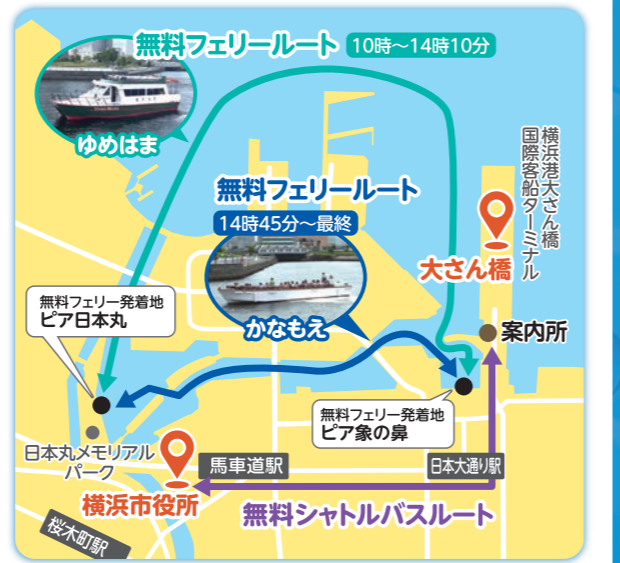 無料フェリールート 10時～14時10分
ゆめはま
無料フェリールート
14時45分～最終
かなもえ
横浜港大さん橋
国際客船ターミナル
大さん橋
案内所
無料フェリー発着地
ピア日本丸
無料フェリー発着地
ピア象の鼻
日本丸メモリアル
パーク
馬車道駅
日本大通り駅
横浜市役所
無料シャトルバスルート
桜木町駅